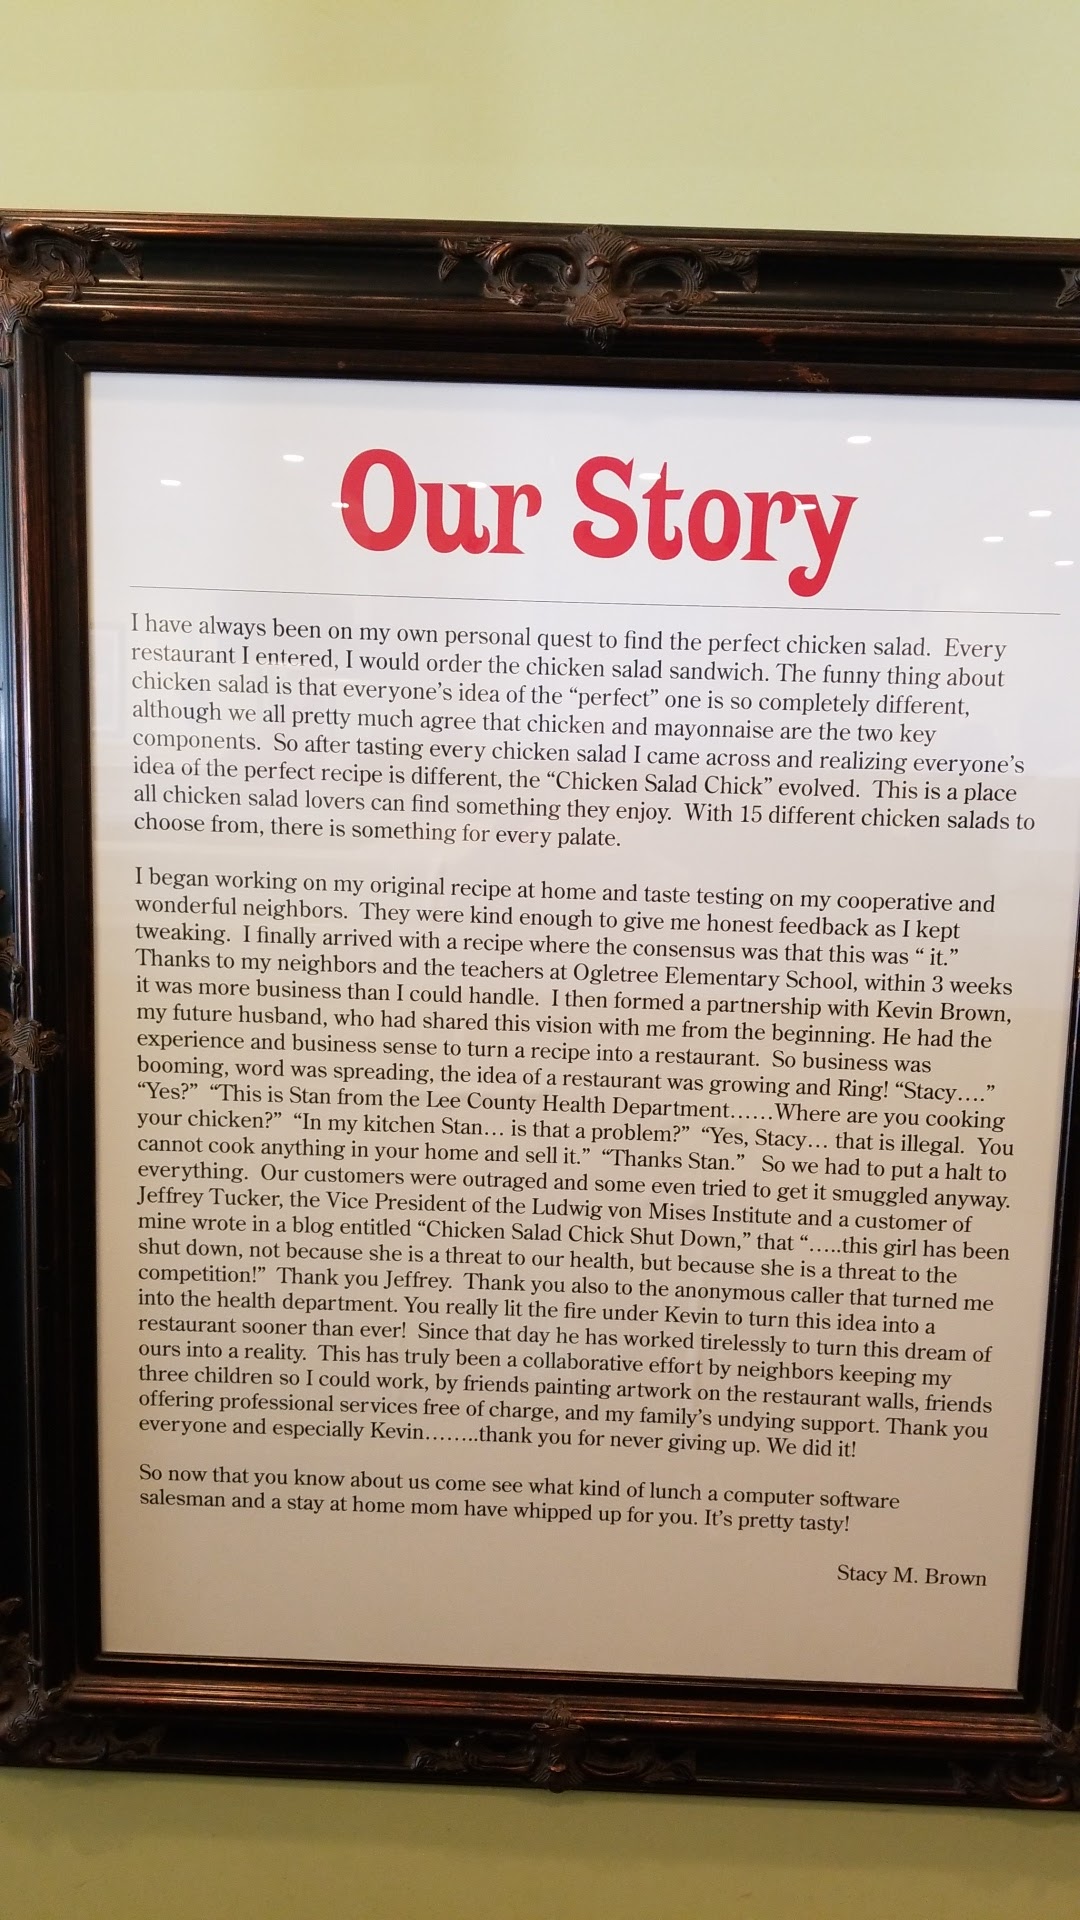 Our Story
I have always been on my own personal quest to find the perfect chicken salad.  Every
restaurant I entered, I would order the chicken salad sandwich. The funny thing about
chicken salad is that everyone's idea of the “perfect” one is so completely different,
although we all pretty much agree that chicken and mayonnaise are the two key
components.  So after tasting every chicken salad I came across and realizing everyone's
idea of the perfect recipe is different, the “Chicken Salad Chick” evolved.  This is a place
all chicken salad lovers can find something they enjoy.  With 15 different chicken salads to
choose from, there is something for every palate.
I began working on my original recipe at home and taste testing on my cooperative and
wonderful neighbors.  They were kind enough to give me honest feedback as I kept
tweaking.  I finally arrived with a recipe where the consensus was that this was “ it.”
Thanks to my neighbors and the teachers at Ogletree Elementary School, within 3 weeks
it was more business than I could handle.  I then formed a partnership with Kevin Brown,
my future husband, who had shared this vision with me from the beginning. He had the
experience and business sense to turn a recipe into a restaurant.  So business was
booming, word was spreading, the idea of a restaurant was growing and Ring! “Stacy....”
“Yes?”  “This is Stan from the Lee County Health Department......Where are you cooking
your chicken?”  “In my kitchen Stan... is that a problem?”  “Yes, Stacy... that is illegal.  You
cannot cook anything in your home and sell it.”  “Thanks Stan.”   So we had to put a halt to
everything.  Our customers were outraged and some even tried to get it smuggled anyway.
Jeffrey Tucker, the Vice President of the Ludwig von Mises Institute and a customer of
mine wrote in a blog entitled “Chicken Salad Chick Shut Down,” that “.....this girl has been
shut down, not because she is a threat to our health, but because she is a threat to the
competition!”  Thank you Jeffrey.  Thank you also to the anonymous caller that turned me
into the health department. You really lit the fire under Kevin to turn this idea into a
restaurant sooner than ever!  Since that day he has worked tirelessly to turn this dream of
ours into a reality.  This has truly been a collaborative effort by neighbors keeping my
three children so I could work, by friends painting artwork on the restaurant walls, friends
offering professional services free of charge, and my family's undying support. Thank you
everyone and especially Kevin........thank you for never giving up. We did it!
So now that you know about us come see what kind of lunch a computer software
salesman and a stay at home mom have whipped up for you. It's pretty tasty!
Stacy M. Brown